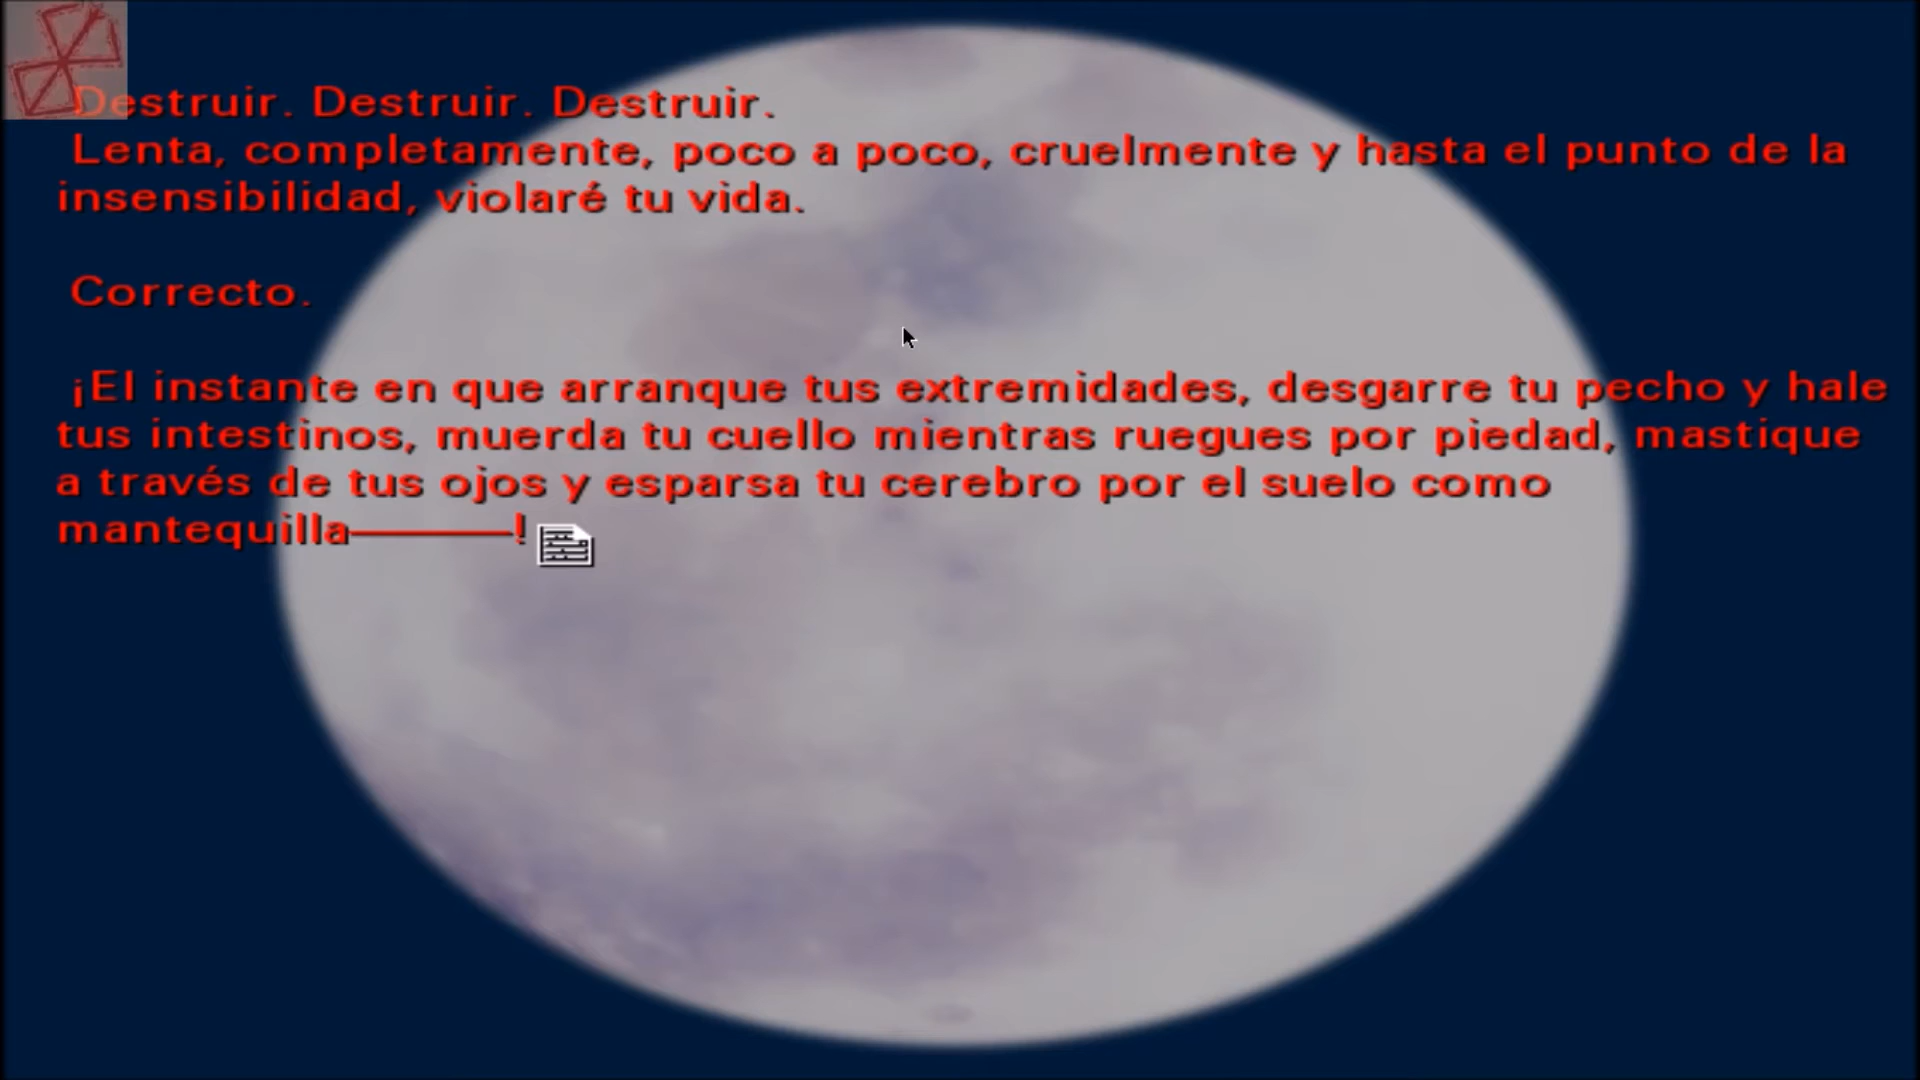 Destruir. Destruir. Destruir.
Lenta, completamente, poco a poco, cruelmente y hasta el punto de la
insensibilidad, violaré tu vida.
Correcto.
¡El instante en que arranque tus extremidades, desgarre tu pecho y hale
tus intestinos, muerda tu cuello mientras ruegues por piedad, mastique
a través de tus ojos y esparsa tu cerebro por el suelo como
mantequilla————!